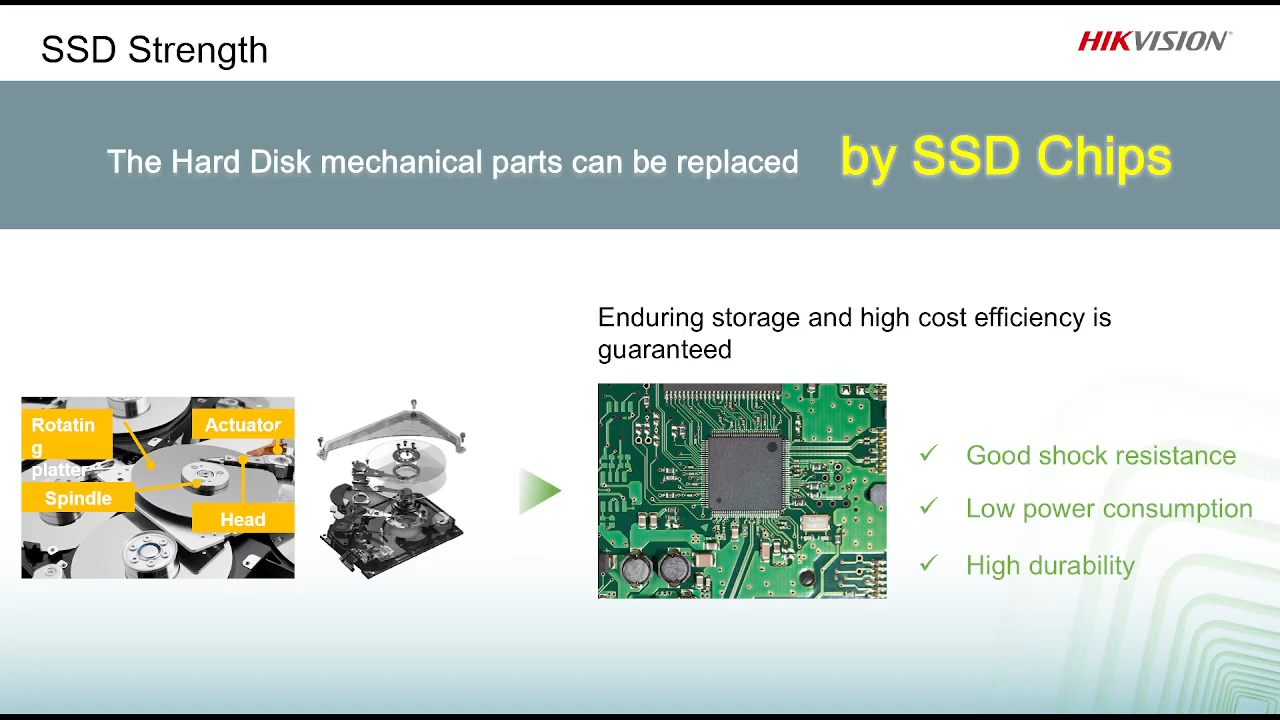 SSD Strength
HIKVISION
The Hard Disk mechanical parts can be replaced by SSD Chips
Enduring storage and high cost efficiency is
guaranteed
Rotatin
g
platter
Actuator
Spindle
Head
✓ Good shock resistance
✓ Low power consumption
✓ High durability